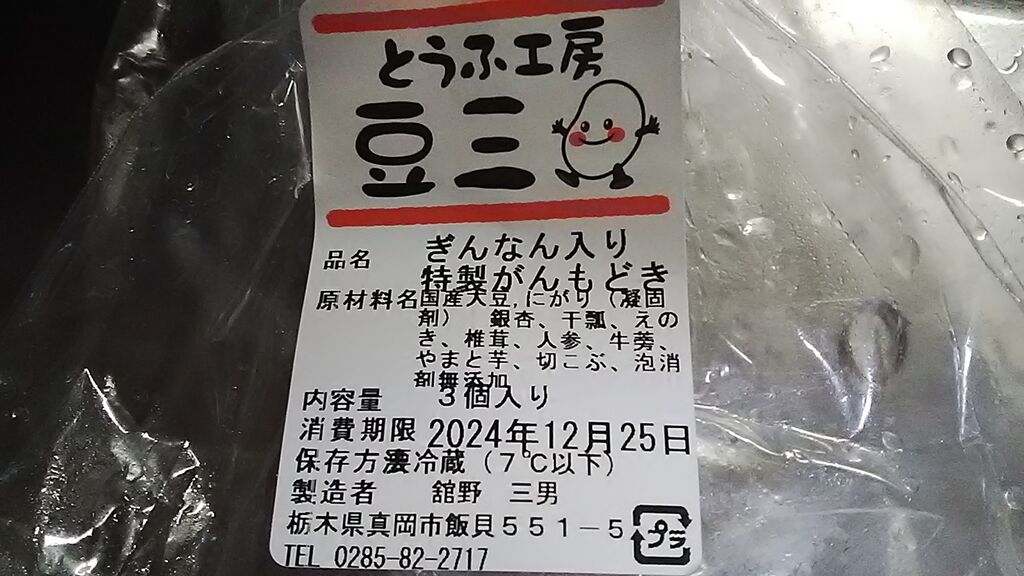 とうふ工房
豆三
品名 ぎんなん入り
特製がんもどき
原材料名国産大豆,にがり(凝固
剤) 銀杏、干瓢、えの
き、椎茸、人参、牛蒡、
やまと芋、切こぶ、泡消
剤無添加
内容量 3個入り
消費期限 2024年12月25日
保存方法要冷蔵(7℃以下)
製造者 舘野 三男
栃木県真岡市飯貝551-5
プラ
TEL 0285-82-2717